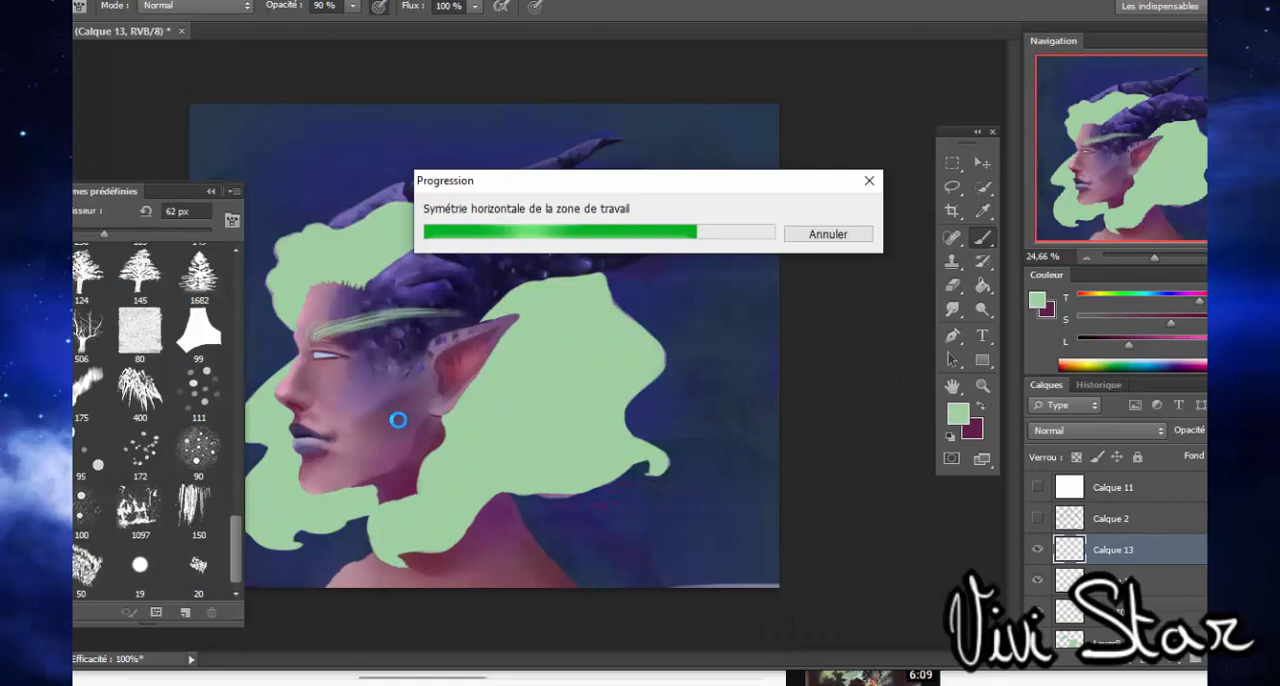 Mode : Normal Opacité : 90 % Flux : 100 % Les indispensables
(Calque 13, RVB/8) * ×
Navigation
Progression
Symétrie horizontale de la zone de travail
Annuler
mes prédéfinies
isseur : 62 px
124 145 1682
506 80 99
175 400 111
95 172 90
100 1097 150
50 19 20
24,66 %
Couleur
T
S
L
Calques Historique
Type
Normal Opacité
Verrou : Fond
Calque 11
Calque 2
Calque 13
Vivi Star
Efficacité : 100%*
6:09